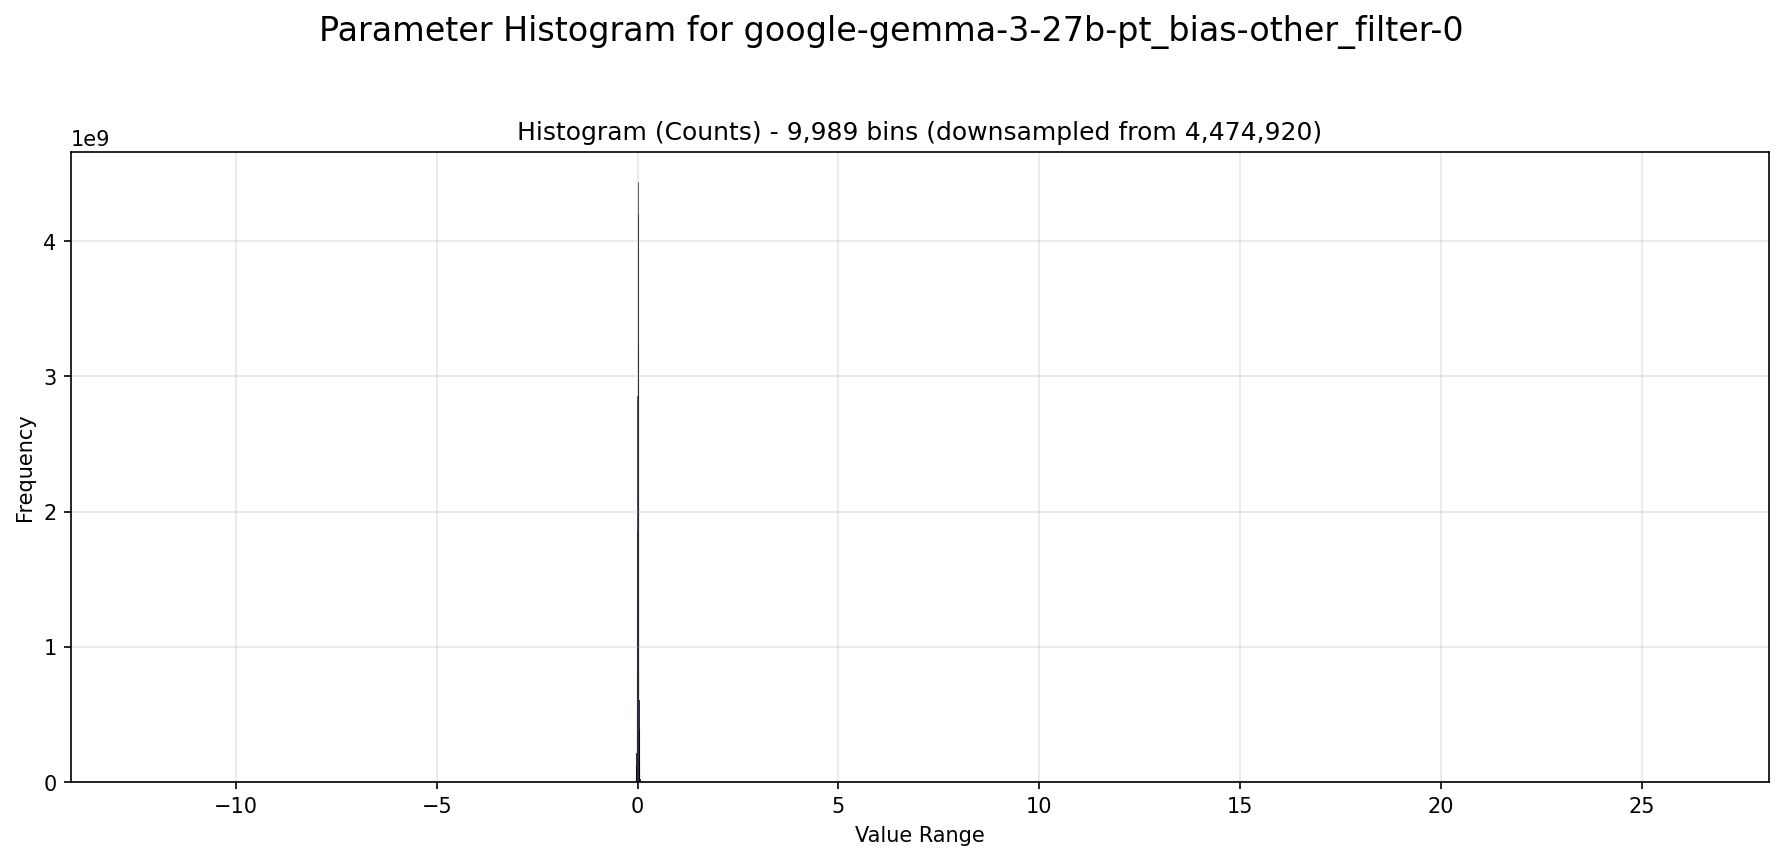 Parameter Histogram for google-gemma-3-27b-pt_bias-other_filter-0
Histogram (Counts) - 9,989 bins (downsampled from 4,474,920)
1e9
4
3
2
1
0
Frequency
−10
−5
0
5
10
15
20
25
Value Range